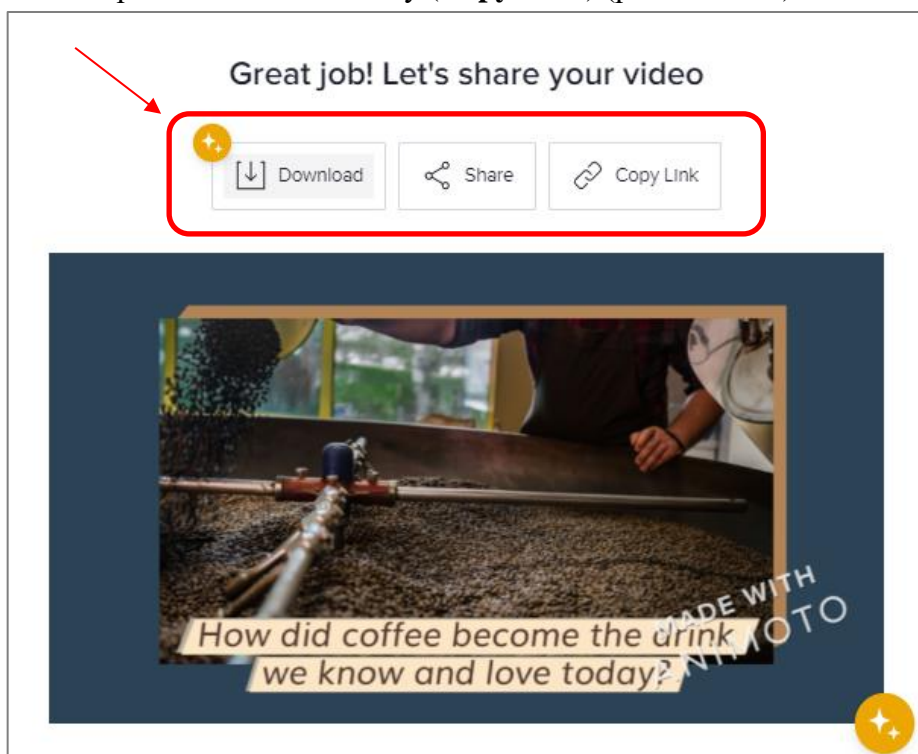 Great job! Let's share your video
Download
Share
Copy Link
MADE WITH
ANIMOTO
How did coffee become the drink
we know and love today?